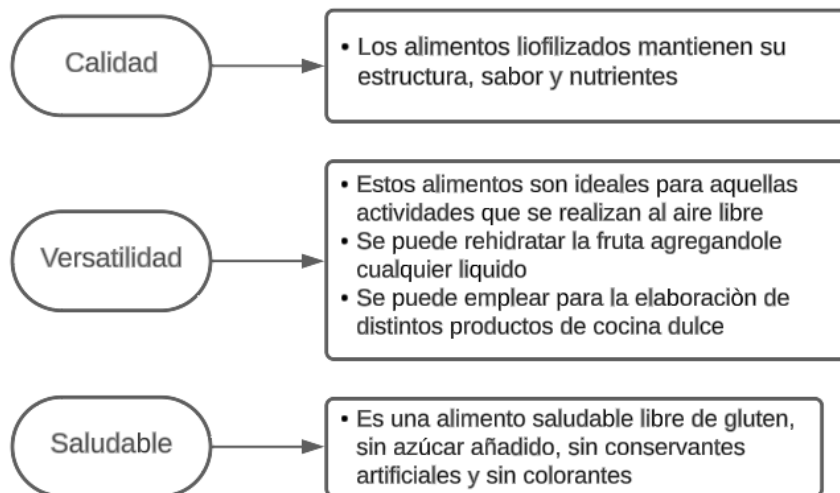 Calidad
• Los alimentos liofilizados mantienen su
estructura, sabor y nutrientes
Versatilidad
• Estos alimentos son ideales para aquellas
actividades que se realizan al aire libre
• Se puede rehidratar la fruta agregandole
cualquier liquido
• Se puede emplear para la elaboraciòn de
distintos productos de cocina dulce
Saludable
• Es una alimento saludable libre de gluten,
sin azúcar añadido, sin conservantes
artificiales y sin colorantes